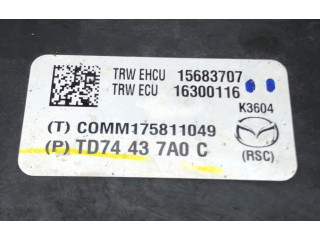 TRW EHCU 15683707
TRW ECU 16300116
K3604
(T) COMM175811049
(P) TD74 43 7A0 C
(RSC)